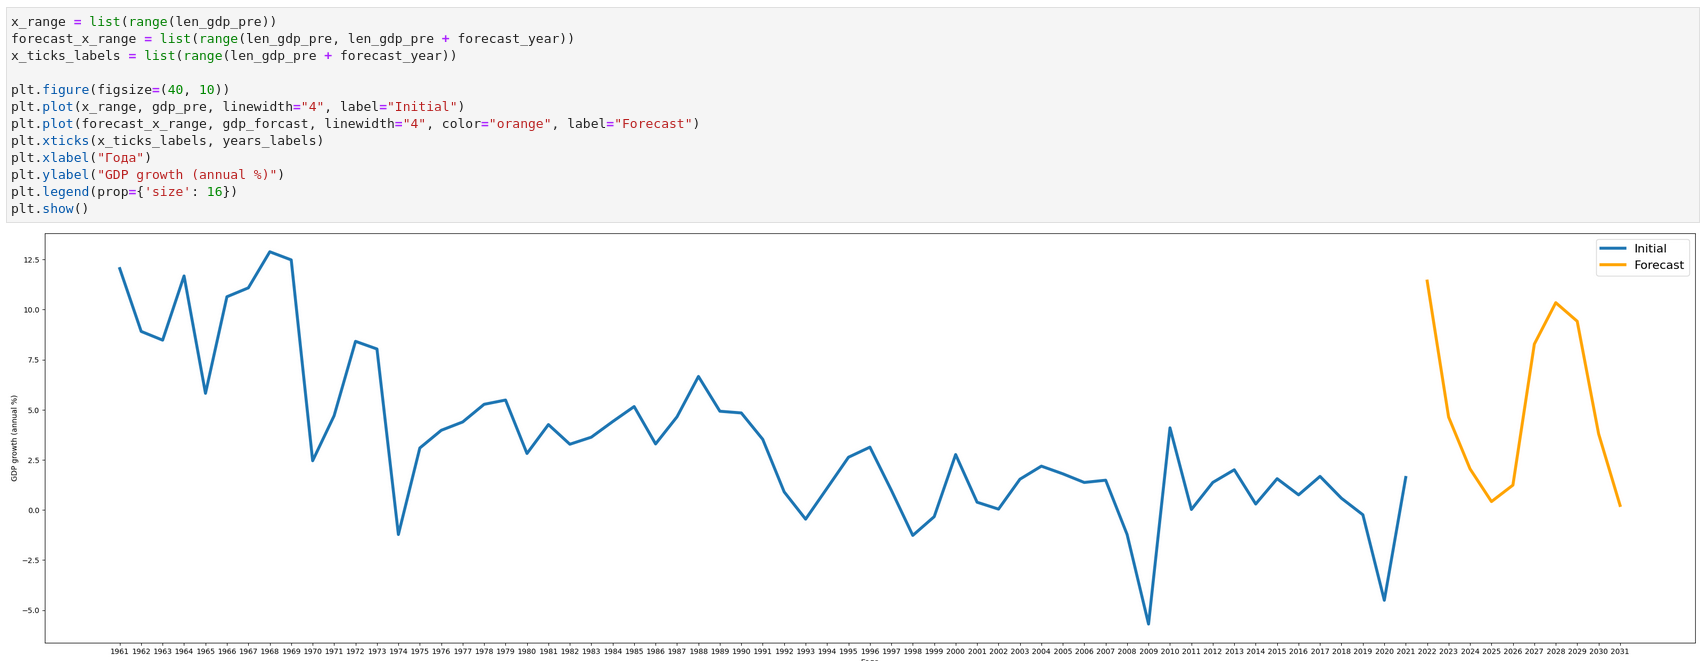 x_range = list(range(len_gdp_pre))
forecast_x_range = list(range(len_gdp_pre, len_gdp_pre + forecast_year))
x_ticks_labels = list(range(len_gdp_pre + forecast_year))
plt.figure(figsize=(40, 10))
plt.plot(x_range, gdp_pre, linewidth="4", label="Initial")
plt.plot(forecast_x_range, gdp_forcast, linewidth="4", color="orange", label="Forecast")
plt.xticks(x_ticks_labels, years_labels)
plt.xlabel("Года")
plt.ylabel("GDP growth (annual %)")
plt.legend(prop={'size': 16})
plt.show()
Initial
Forecast
12.5
10.0
7.5
5.0
2.5
0.0
−2.5
−5.0
GDP growth (annual %)
1961 1962 1963 1964 1965 1966 1967 1968 1969 1970 1971 1972 1973 1974 1975 1976 1977 1978 1979 1980 1981 1982 1983 1984 1985 1986 1987 1988 1989 1990 1991 1992 1993 1994 1995 1996 1997 1998 1999 2000 2001 2002 2003 2004 2005 2006 2007 2008 2009 2010 2011 2012 2013 2014 2015 2016 2017 2018 2019 2020 2021 2022 2023 2024 2025 2026 2027 2028 2029 2030 2031